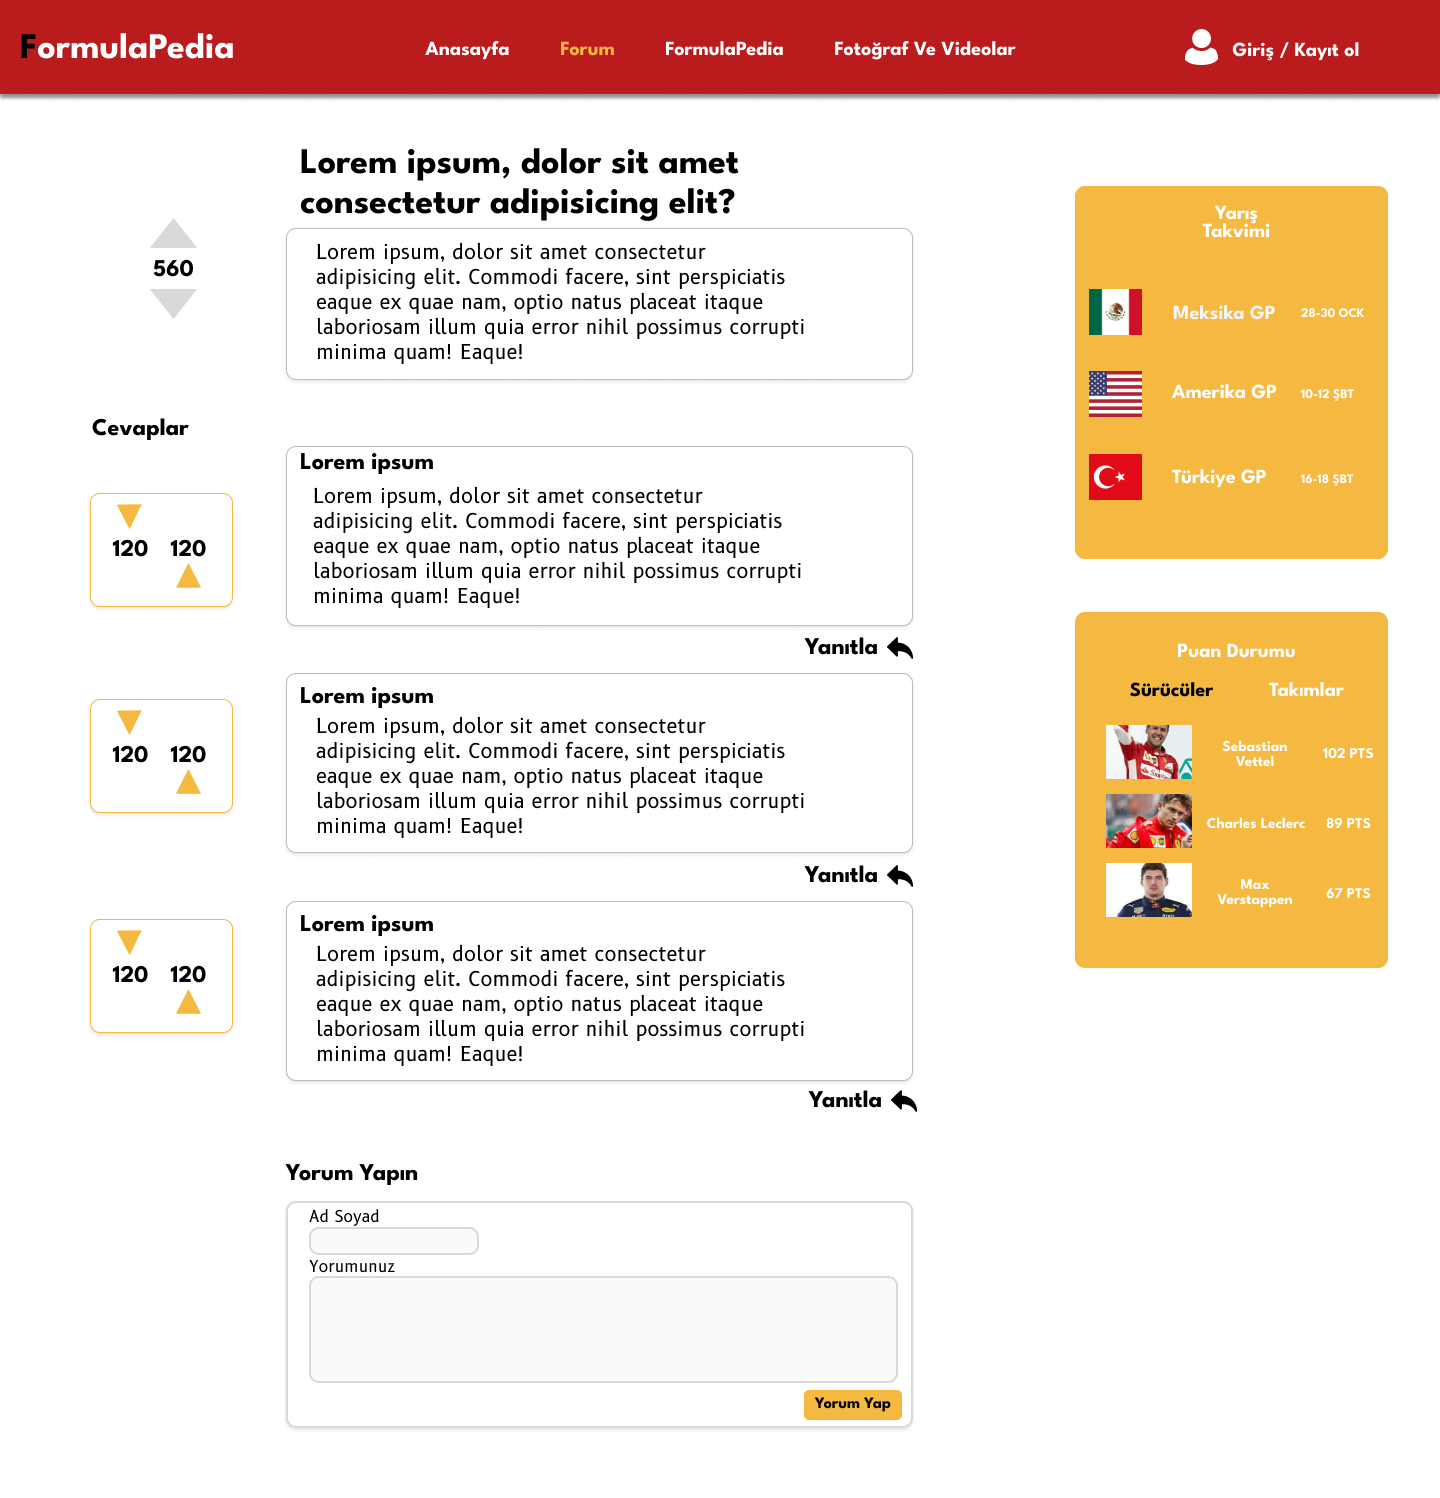 FormulaPedia
Anasayfa
Forum
FormulaPedia
Fotoğraf Ve Videolar
Giriş / Kayıt ol
Lorem ipsum, dolor sit amet
consectetur adipisicing elit?
560
Lorem ipsum, dolor sit amet consectetur
adipisicing elit. Commodi facere, sint perspiciatis
eaque ex quae nam, optio natus placeat itaque
laboriosam illum quia error nihil possimus corrupti
minima quam! Eaque!
Cevaplar
120 120
Lorem ipsum
Lorem ipsum, dolor sit amet consectetur
adipisicing elit. Commodi facere, sint perspiciatis
eaque ex quae nam, optio natus placeat itaque
laboriosam illum quia error nihil possimus corrupti
minima quam! Eaque!
Yanıtla
120 120
Lorem ipsum
Lorem ipsum, dolor sit amet consectetur
adipisicing elit. Commodi facere, sint perspiciatis
eaque ex quae nam, optio natus placeat itaque
laboriosam illum quia error nihil possimus corrupti
minima quam! Eaque!
Yanıtla
120 120
Lorem ipsum
Lorem ipsum, dolor sit amet consectetur
adipisicing elit. Commodi facere, sint perspiciatis
eaque ex quae nam, optio natus placeat itaque
laboriosam illum quia error nihil possimus corrupti
minima quam! Eaque!
Yanıtla
Yorum Yapın
Ad Soyad
Yorumunuz
Yorum Yap
Yarış
Takvimi
Meksika GP 28-30 OCK
Amerika GP 10-12 ŞBT
Türkiye GP 16-18 ŞBT
Puan Durumu
Sürücüler Takımlar
Sebastian
Vettel
102 PTS
Charles Leclerc 89 PTS
Max
Verstappen
67 PTS